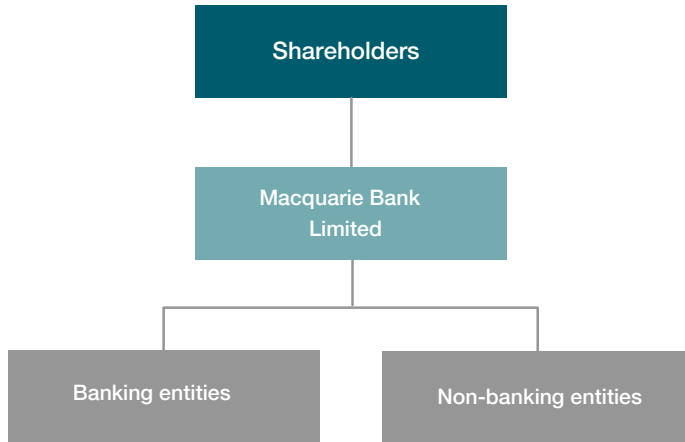 Shareholders
Macquarie Bank
Limited
Banking entities
Non-banking entities